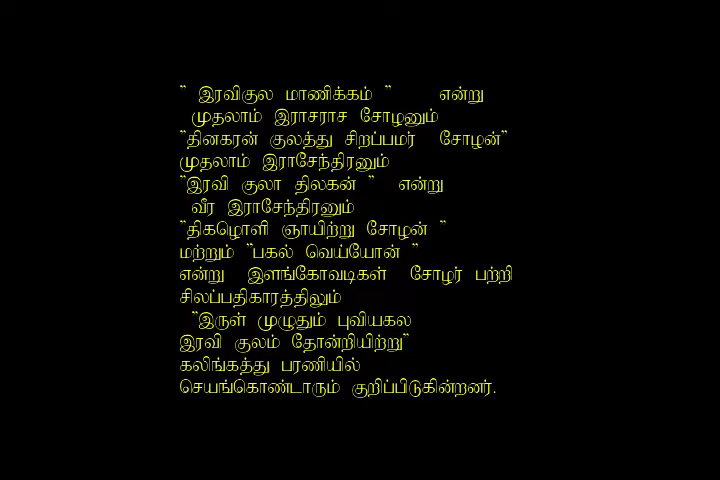 " இரவிகுல மாணிக்கம் " என்று
முதலாம் இராசராச சோழனும்
"தினகரன் குலத்து சிறப்பமர் சோழன்"
முதலாம் இராசேந்திரனும்
"இரவி குலா திலகன் " என்று
வீர இராசேந்திரனும்
"திகழொளி ஞாயிற்று சோழன் "
மற்றும் "பகல் வெய்யோன் "
என்று இளங்கோவடிகள் சோழர் பற்றி
சிலப்பதிகாரத்திலும்
"இருள் முழுதும் புவியகல
இரவி குலம் தோன்றியிற்று"
கலிங்கத்து பரணியில்
செயங்கொண்டாரும் குறிப்பிடுகின்றனர்.